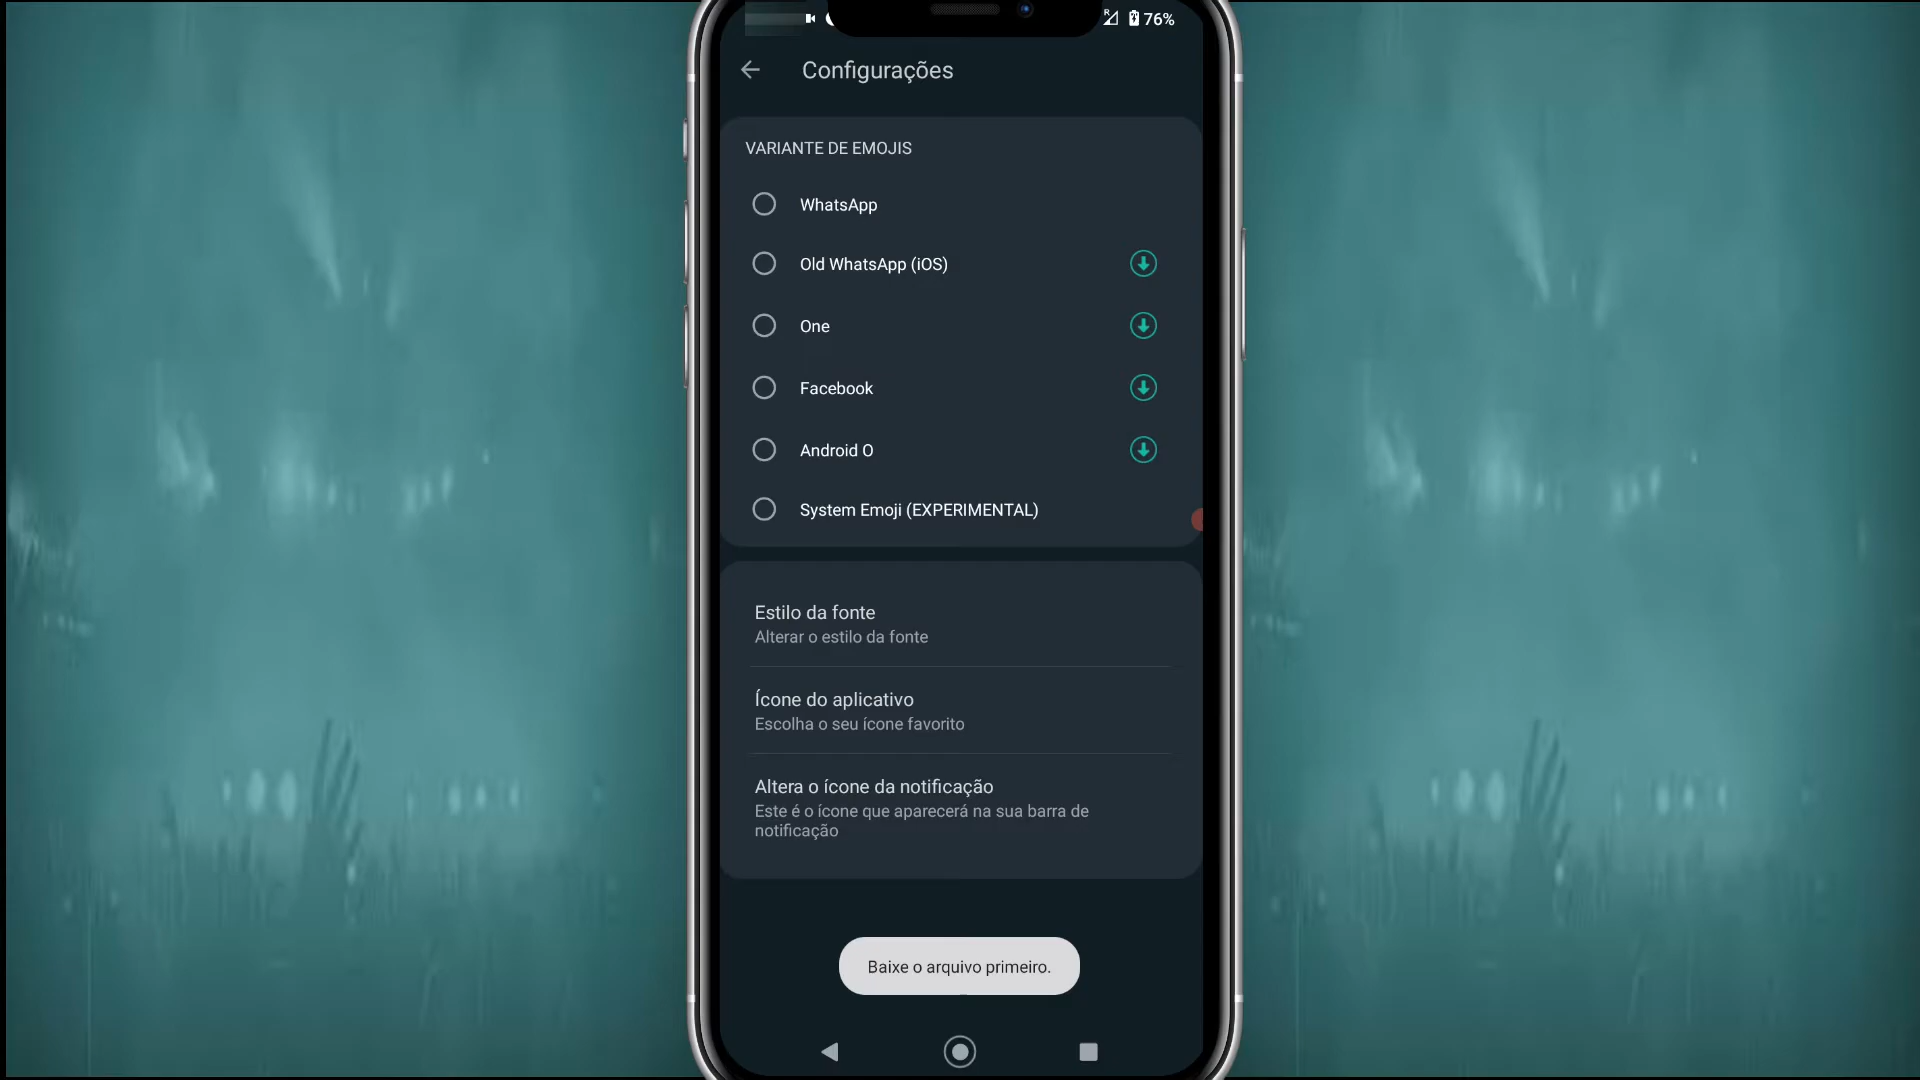 R
76%
Configurações
VARIANTE DE EMOJIS
WhatsApp
Old WhatsApp (iOS)
One
Facebook
Android O
System Emoji (EXPERIMENTAL)
Estilo da fonte
Alterar o estilo da fonte
Ícone do aplicativo
Escolha o seu ícone favorito
Altera o ícone da notificação
Este é o ícone que aparecerá na sua barra de
notificação
Baixe o arquivo primeiro.